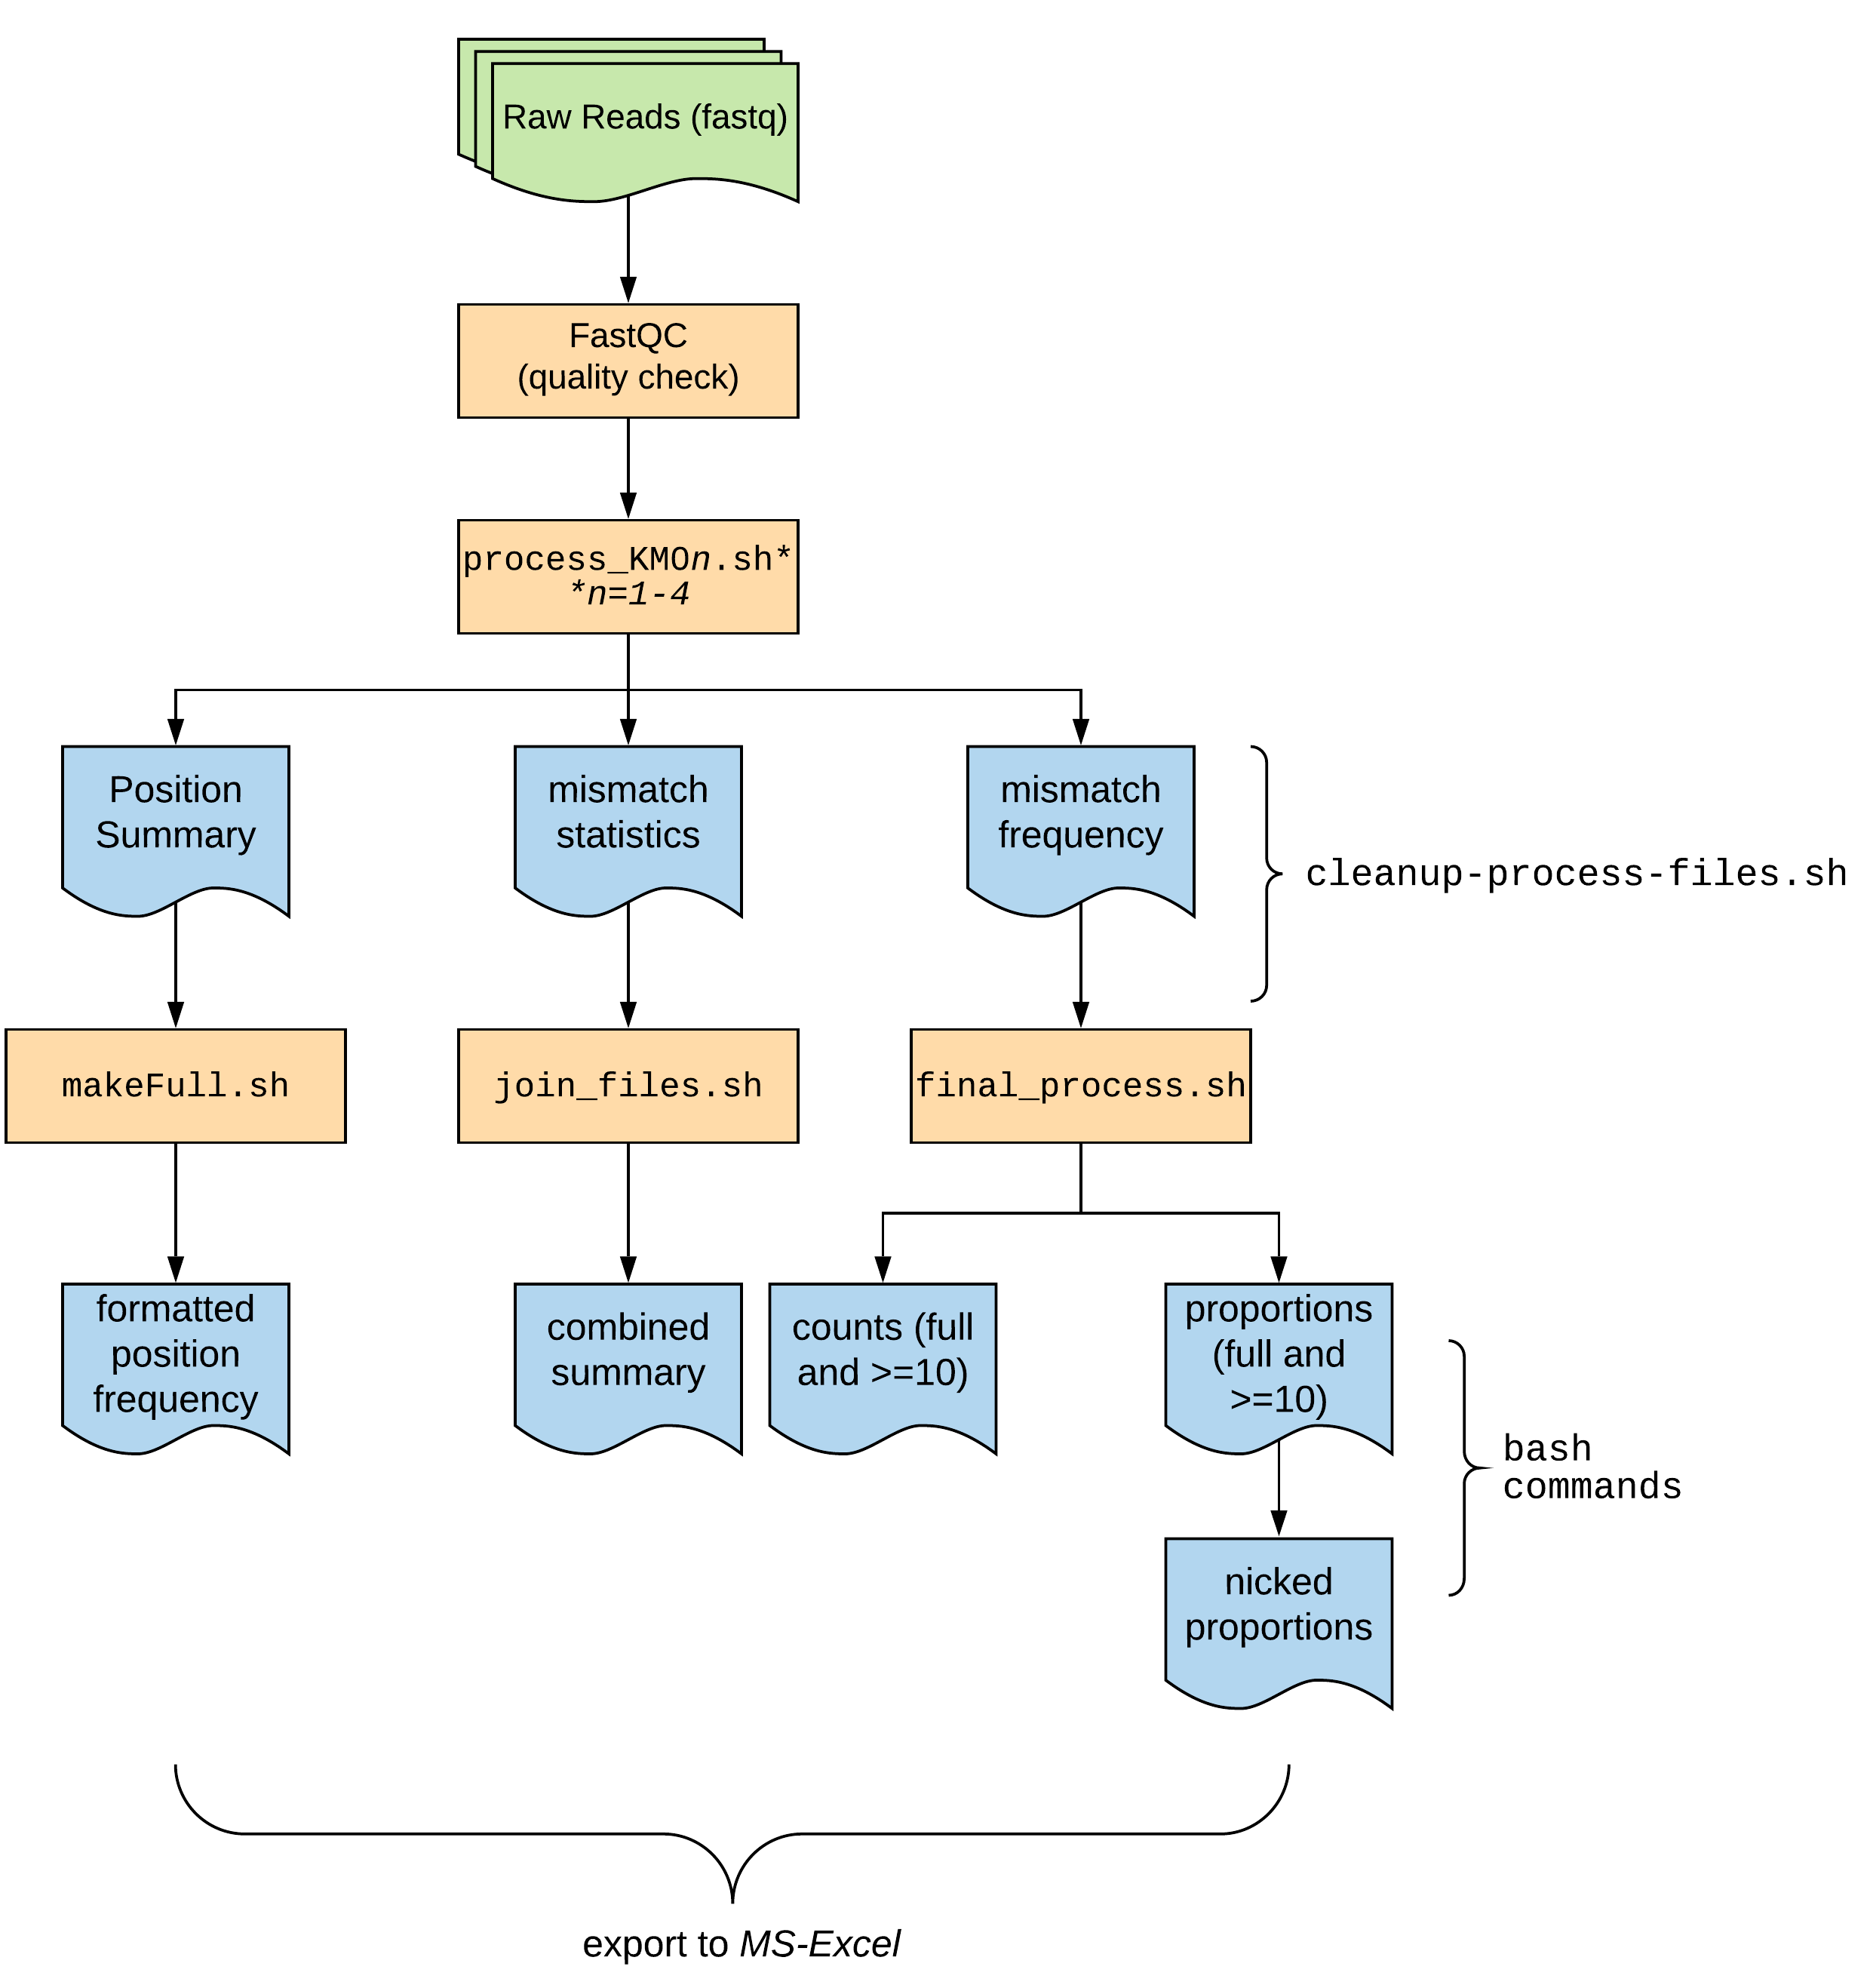 Raw Reads (fastq)
FastQC
(quality check)
process_KMOn.sh*
*n=1-4
Position
Summary
mismatch
statistics
mismatch
frequency
cleanup-process-files.sh
makeFull.sh
join_files.sh
final_process.sh
formatted
position
frequency
combined
summary
counts (full
and >=10)
proportions
(full and
>=10)
bash
commands
nicked
proportions
export to MS-Excel